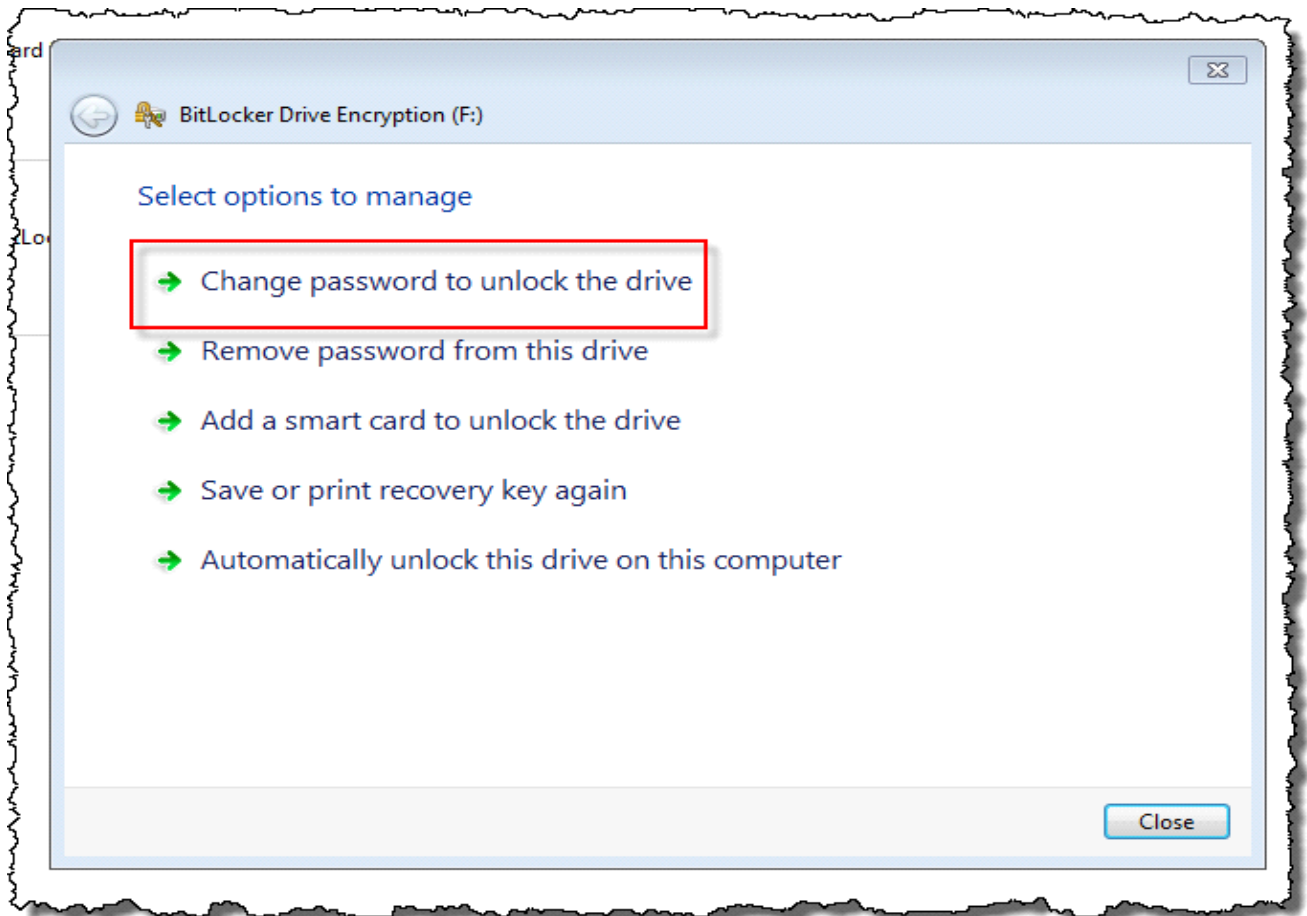 ard
BitLocker Drive Encryption (F:)
Select options to manage
Loc
Change password to unlock the drive
Remove password from this drive
Add a smart card to unlock the drive
Save or print recovery key again
Automatically unlock this drive on this computer
Close